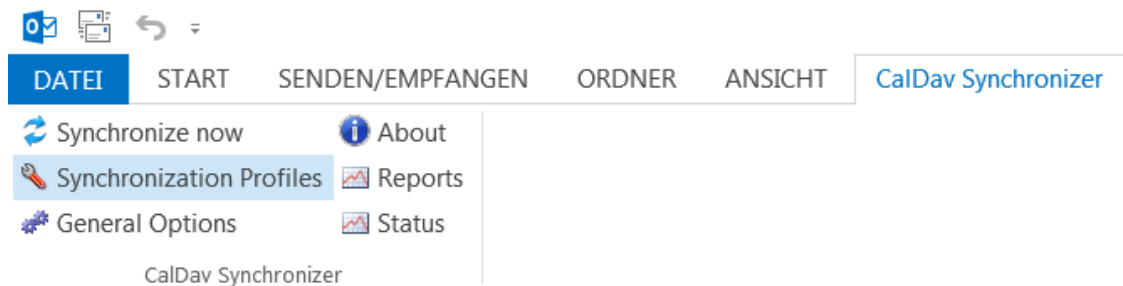 DATEI START SENDEN/EMPFANGEN ORDNER ANSICHT CalDav Synchronizer
Synchronize now About
Synchronization Profiles Reports
General Options Status
CalDav Synchronizer